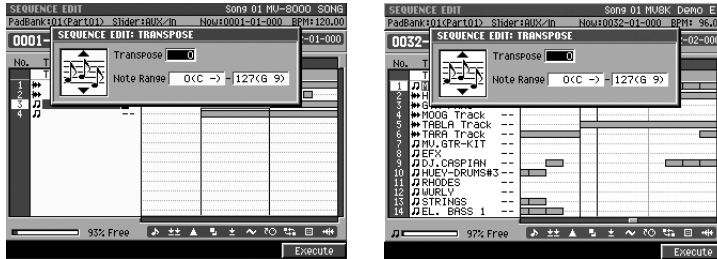 SEQUENCE EDIT Song 01 MV-8000 SONG
PadBank:01(Part01) Slider:AUX/In Now:0001-01-000 BPM:120.00
0001- SEQUENCE EDIT: TRANSPOSE -01-000
Transpose 0
Note Range 0(C -) - 127(G 9)
No. T
T
1
2
3
4 --
93% Free
Execute
SEQUENCE EDIT Song 01 MV8K Demo E
PadBank:01(Part01) Slider:AUX/In Now:0032-01-000 BPM: 96.0
0032- SEQUENCE EDIT: TRANSPOSE -02-00
Transpose 0
Note Range 0(C -) - 127(G 9)
No. T
T
1 M
2 H
3 G
4 MOOG Track --
5 TABLA Track --
6 TARA Track --
7 MV.GTR-KIT --
8 EFX --
9 DJ.CASPIAN --
10 HUEY-DRUMS#3 --
11 RHODES --
12 WURLY --
13 STRINGS --
14 EL. BASS 1 --
97% Free
Execute